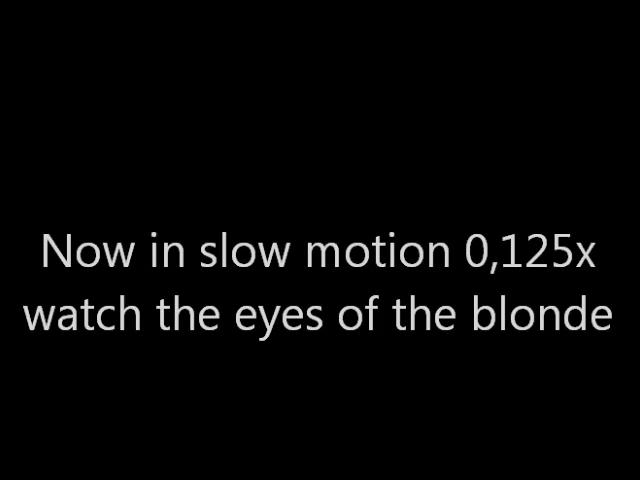 Now in slow motion 0,125x
watch the eyes of the blonde